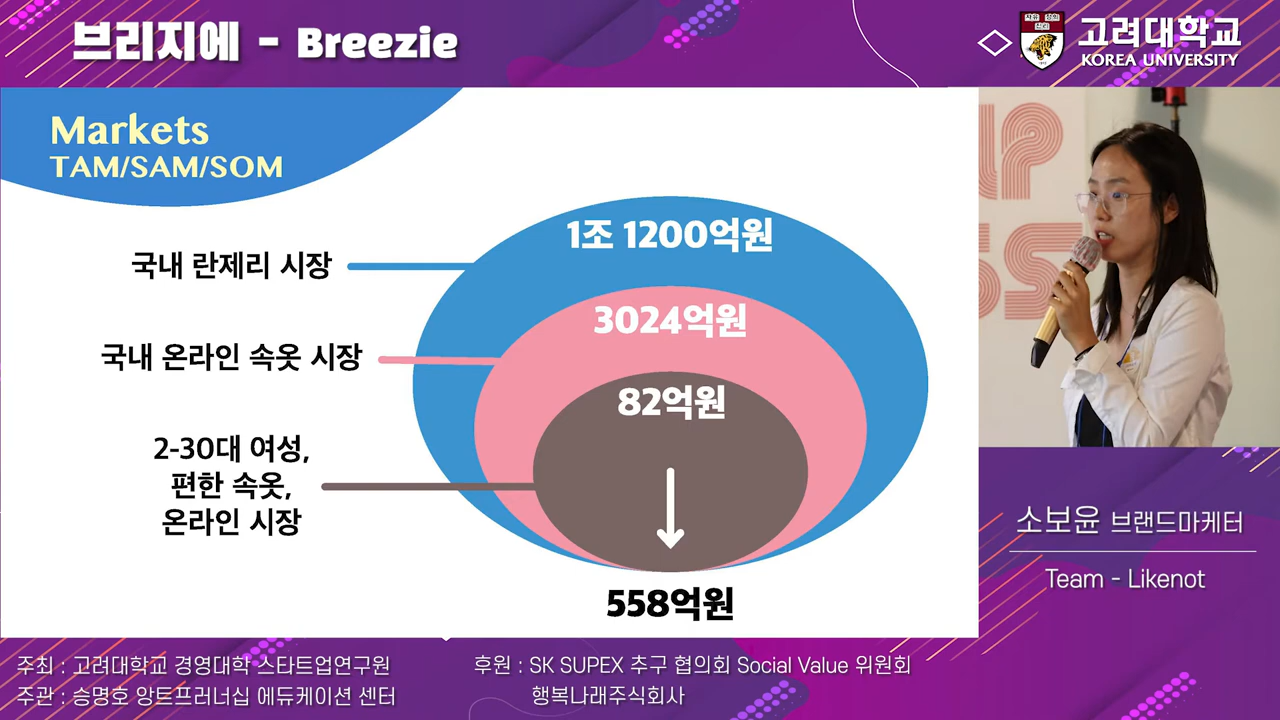 브리지에 - Breezie
고려대학교
KOREA UNIVERSITY
Markets
TAM/SAM/SOM
1조 1200억원
국내 란제리 시장
3024억원
국내 온라인 속옷 시장
82억원
2-30대 여성,
편한 속옷,
온라인 시장
558억원
소보윤 브랜드마케터
Team - Likenot
주최 : 고려대학교 경영대학 스타트업연구원
주관 : 승명호 앙트프러너십 에듀케이션 센터
후원 : SK SUPEX 추구 협의회 Social Value 위원회
행복나래주식회사